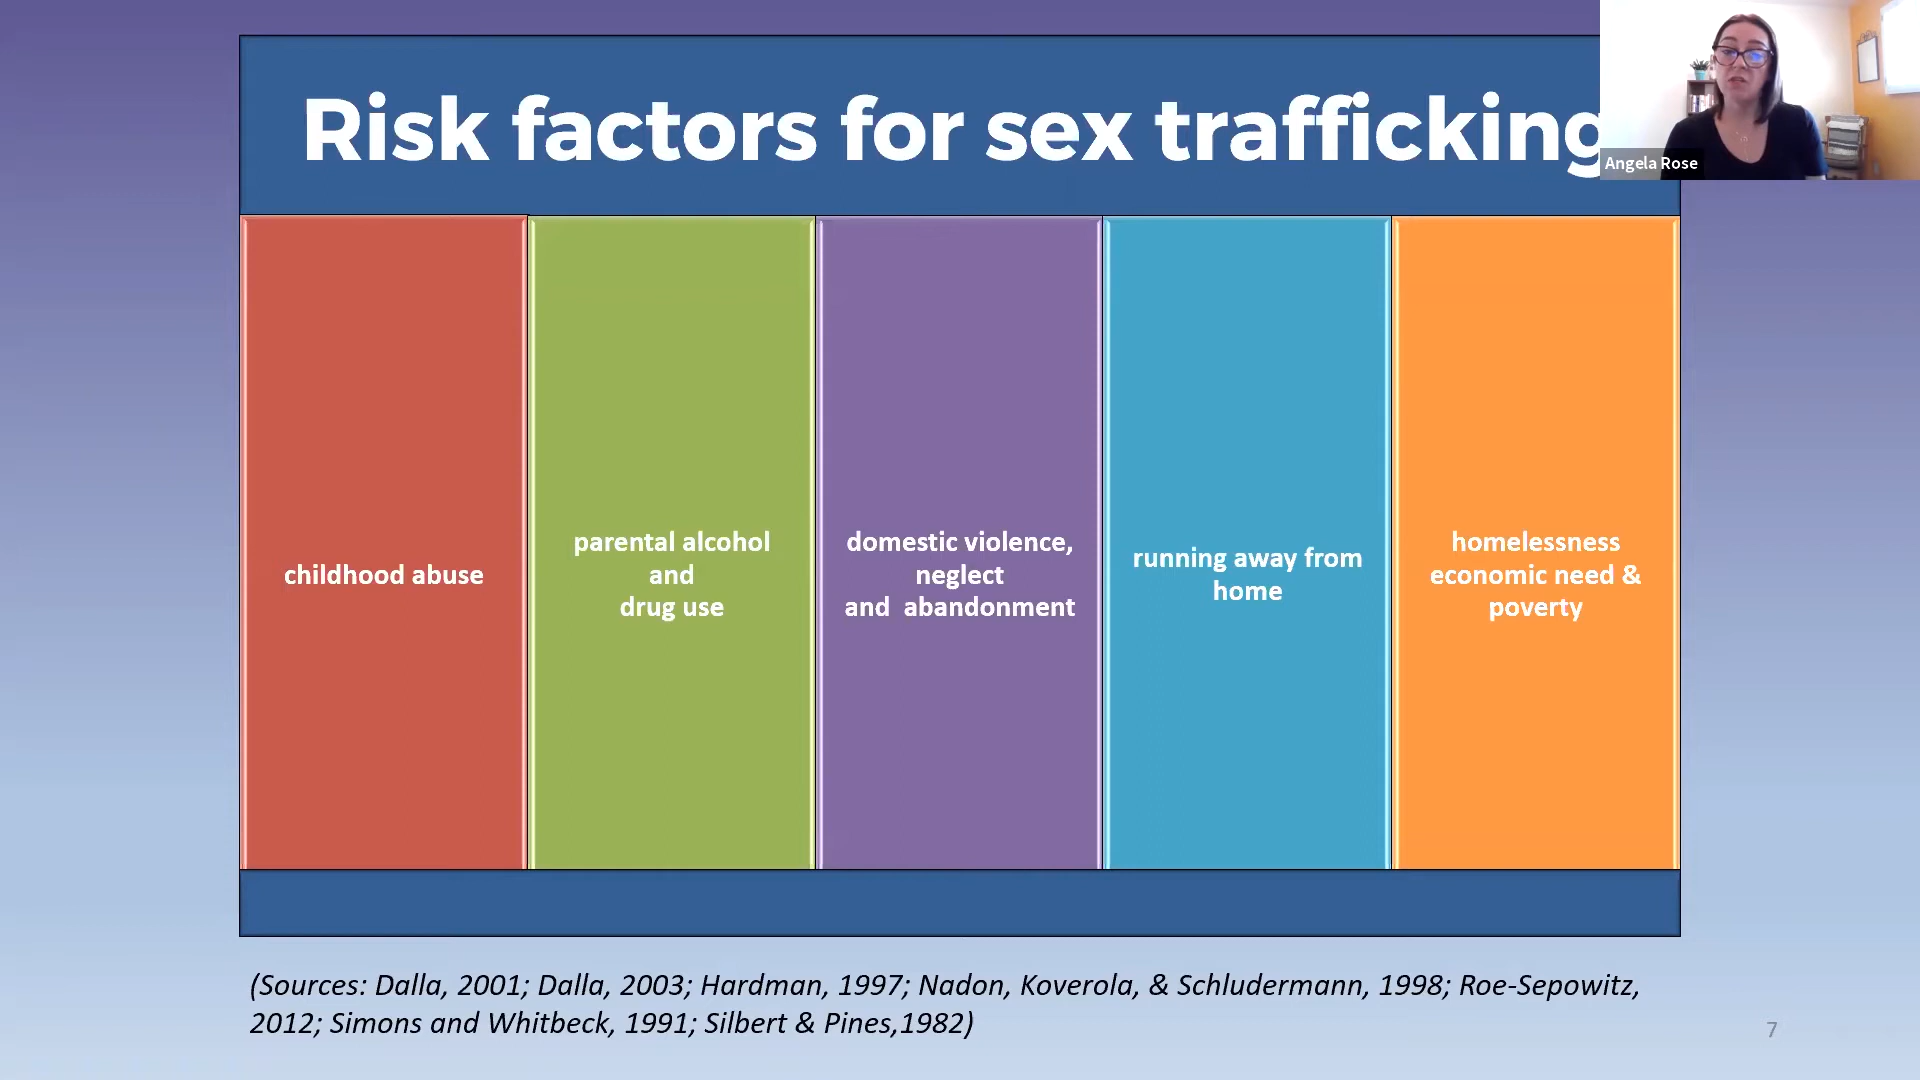 Risk factors for sex trafficking
Angela Rose
childhood abuse
parental alcohol
and
drug use
domestic violence,
neglect
and  abandonment
running away from
home
homelessness
economic need &
poverty
(Sources: Dalla, 2001; Dalla, 2003; Hardman, 1997; Nadon, Koverola, & Schludermann, 1998; Roe-Sepowitz,
2012; Simons and Whitbeck, 1991; Silbert & Pines,1982)
7